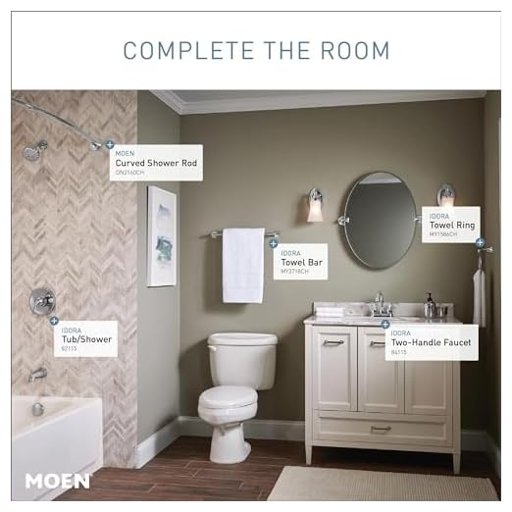 COMPLETE THE ROOM
MOEN
Curved Shower Rod
DN2160CH
IDORA
Towel Ring
MY1586CH
IDORA
Towel Bar
MY3718CH
IDORA
Tub/Shower
82115
IDORA
Two-Handle Faucet
84115
MOEN